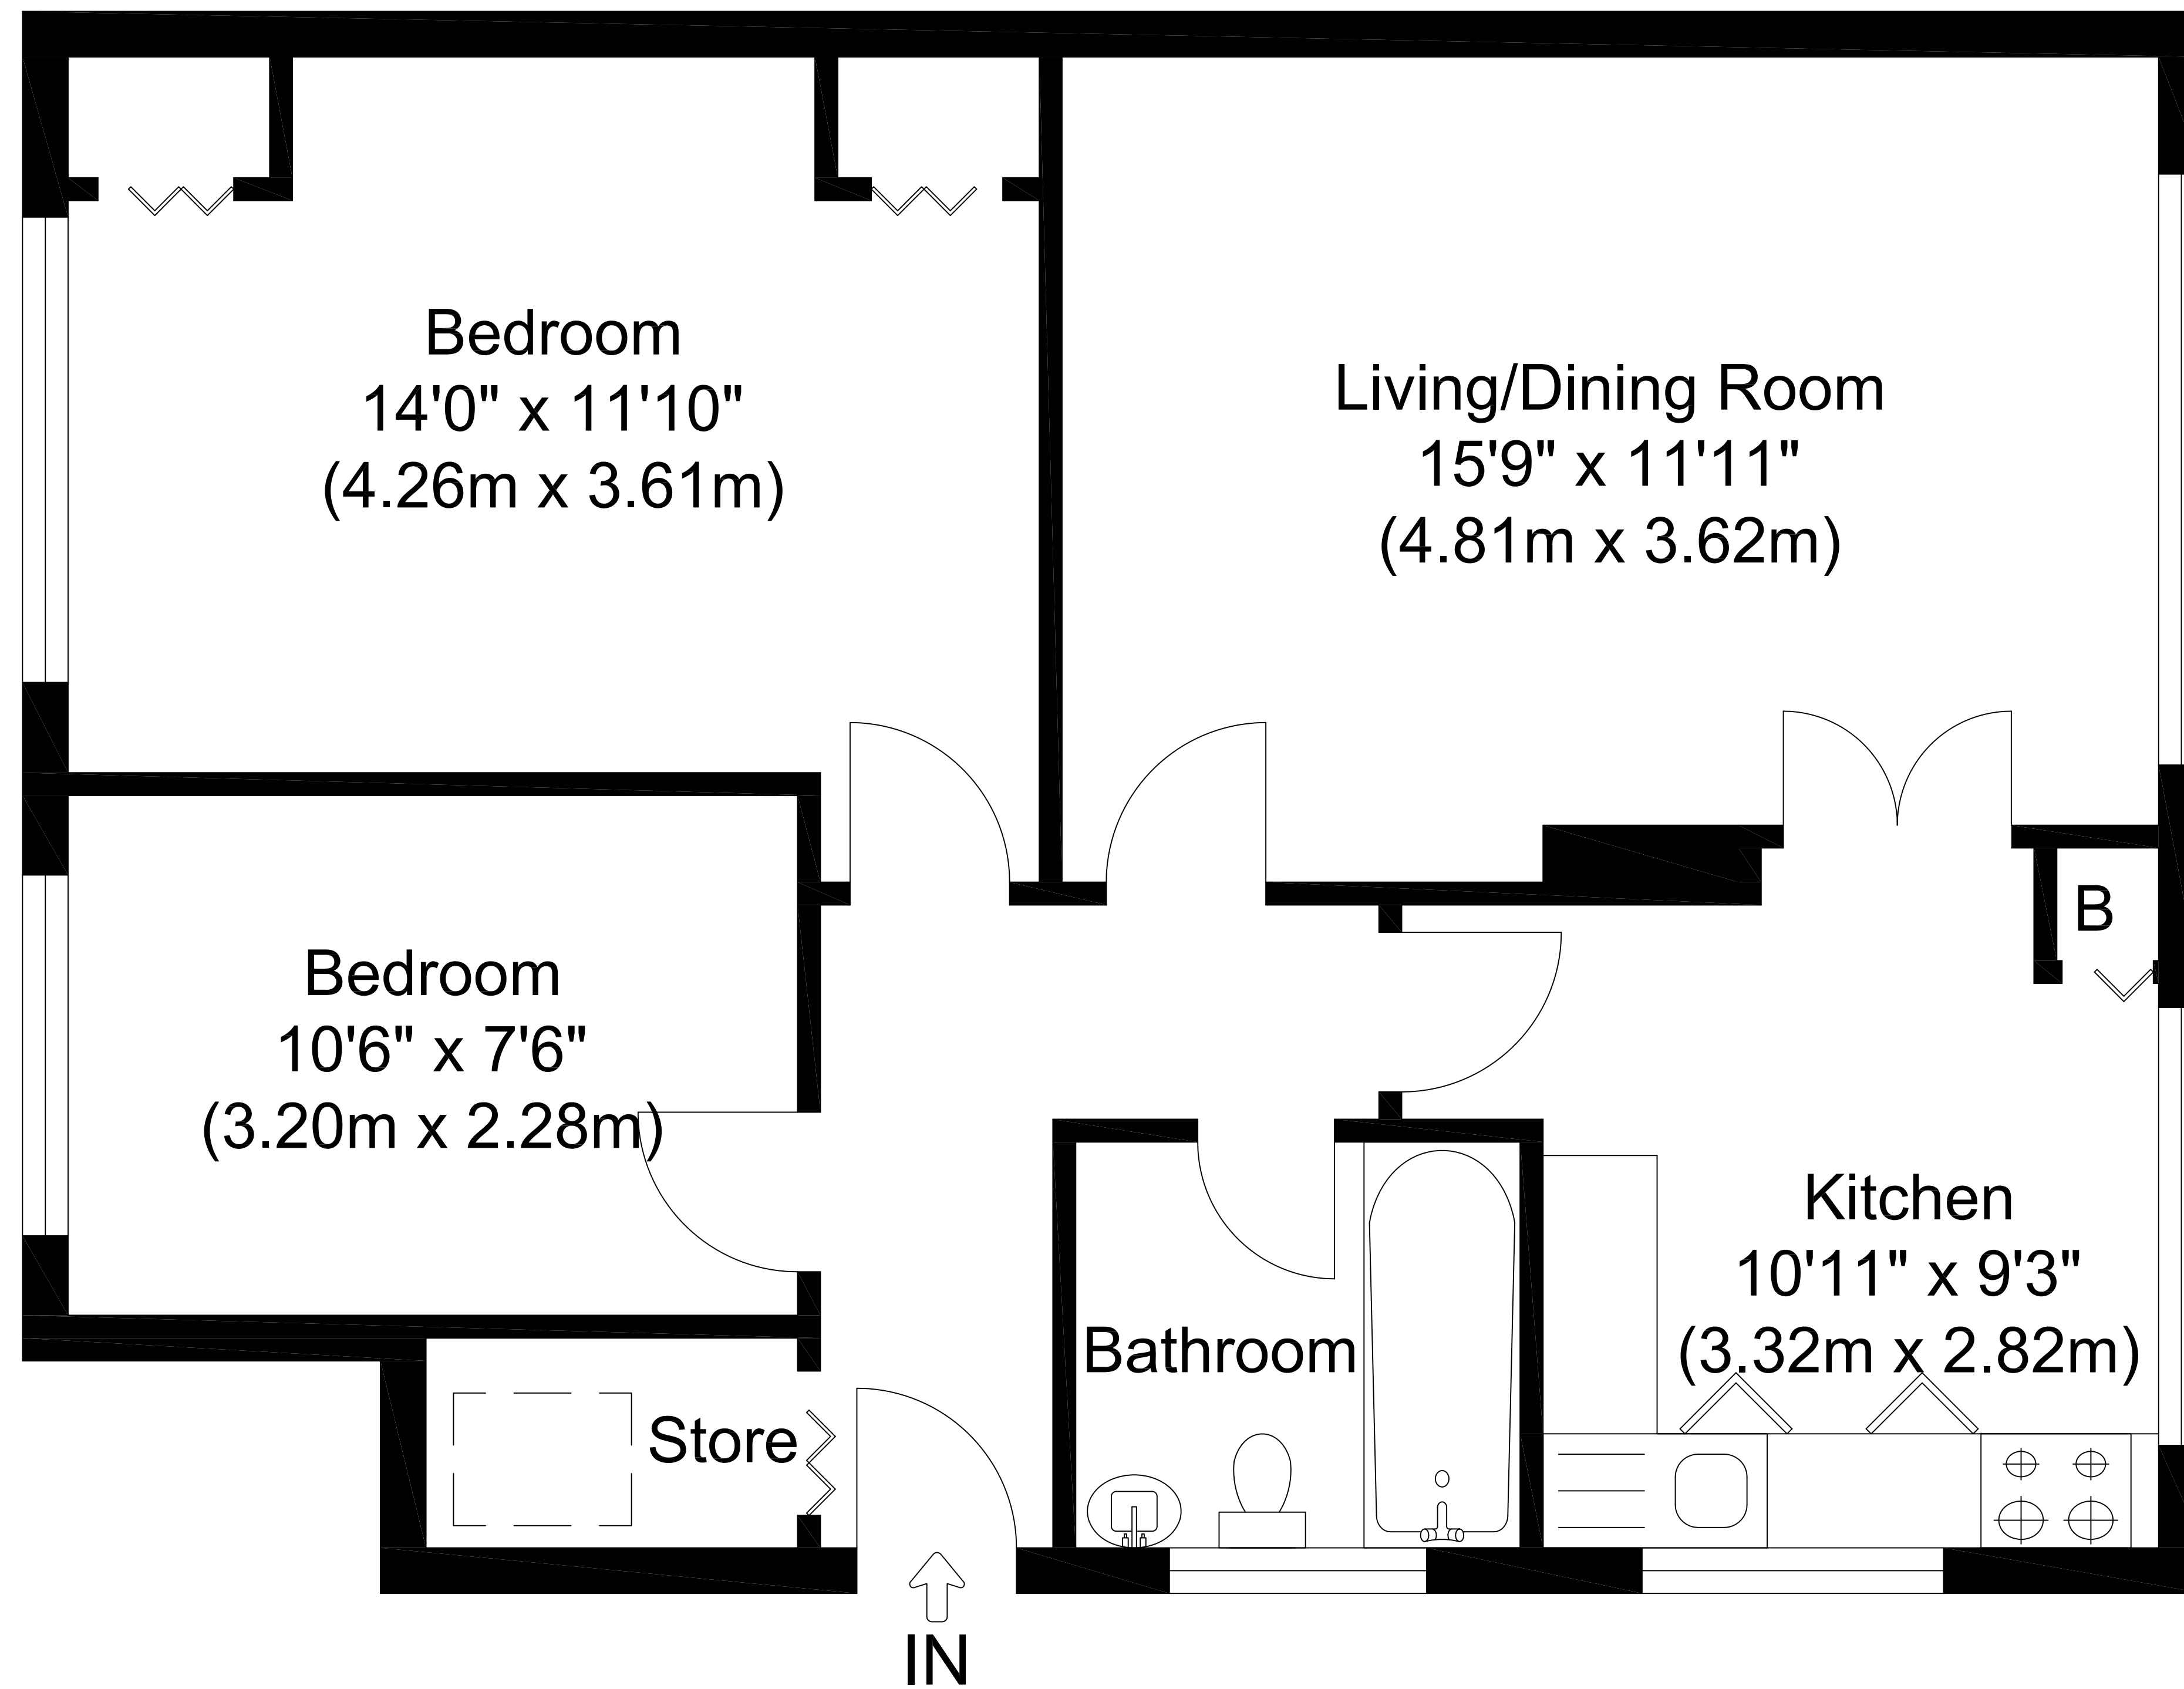 Bedroom
14'0" x 11'10"
(4.26m x 3.61m)
Living/Dining Room
15'9" x 11'11"
(4.81m x 3.62m)
B
Bedroom
10'6" x 7'6"
(3.20m x 2.28m)
Kitchen
10'11" x 9'3"
(3.32m x 2.82m)
Bathroom
Store
IN